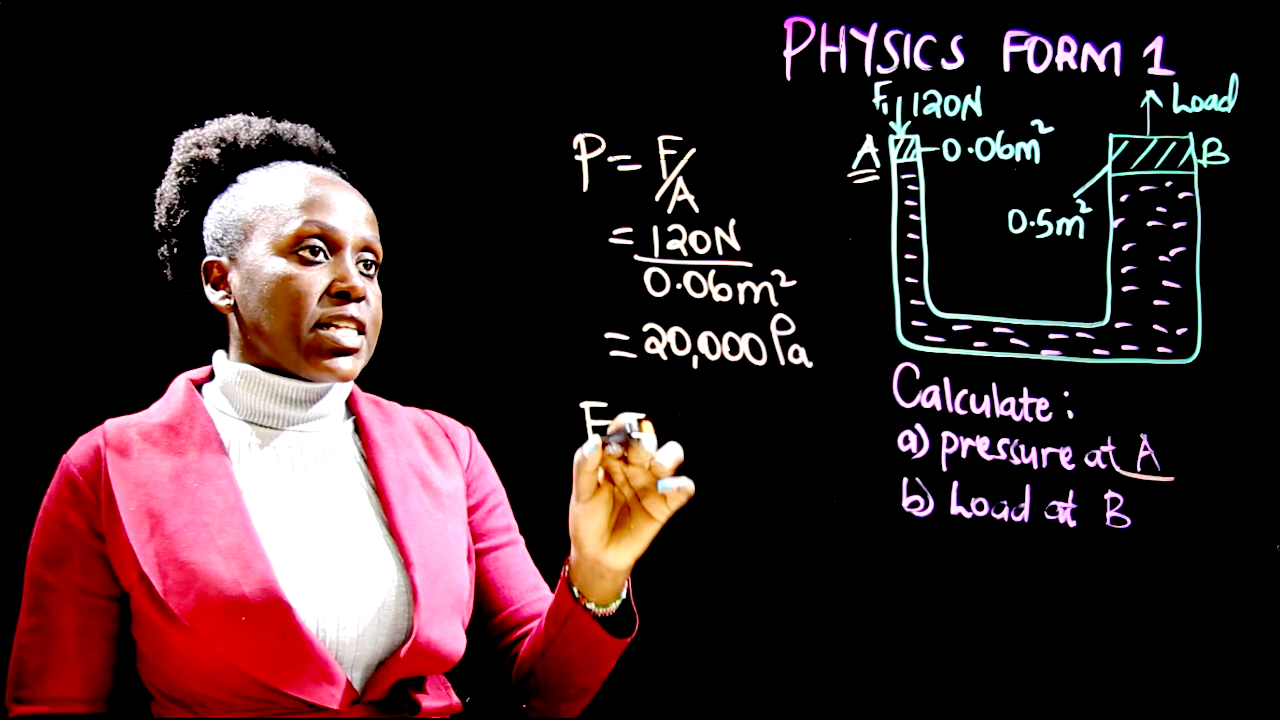 PHYSICS FORM 1
F₁ 120N
Load
A
0.06m²
B
0.5m²
P = F/A
= 120N
0.06m²
= 20,000 Pa
F
Calculate:
a) pressure at A
b) Load at B